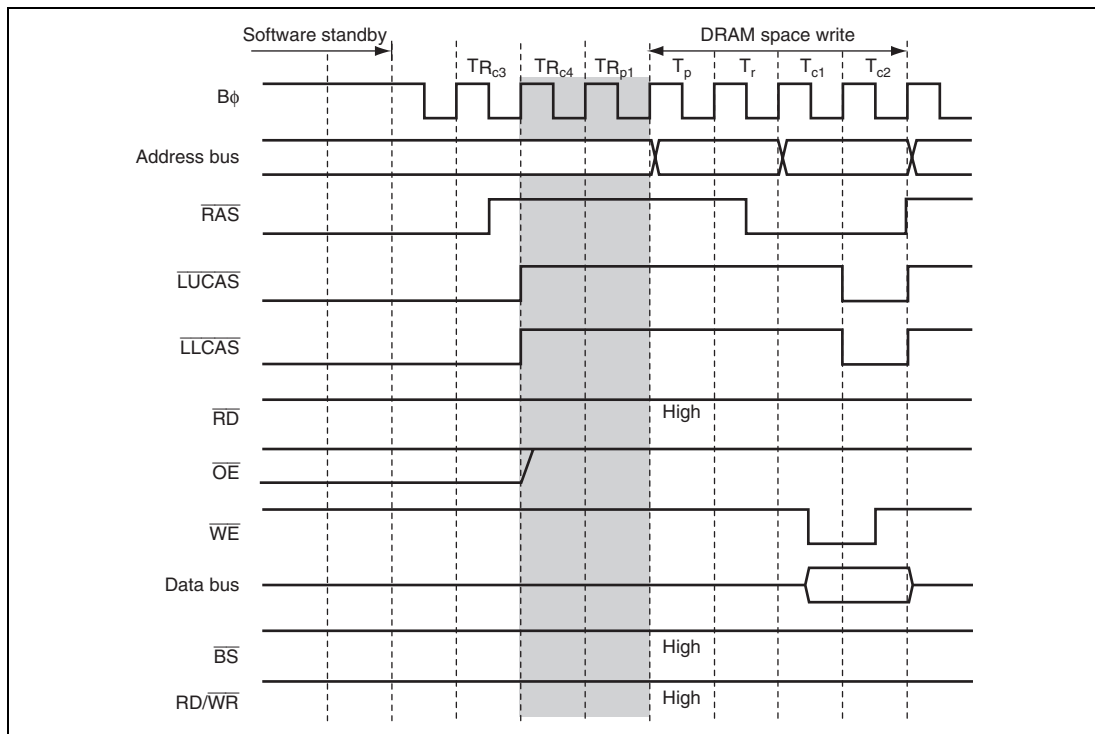 Software standby
DRAM space write
TRc3 TRc4 TRp1 Tp Tr Tc1 Tc2
Bϕ
Address bus
RAS
LUCAS
LLCAS
RD High
OE
WE
Data bus
BS High
RD/WR High